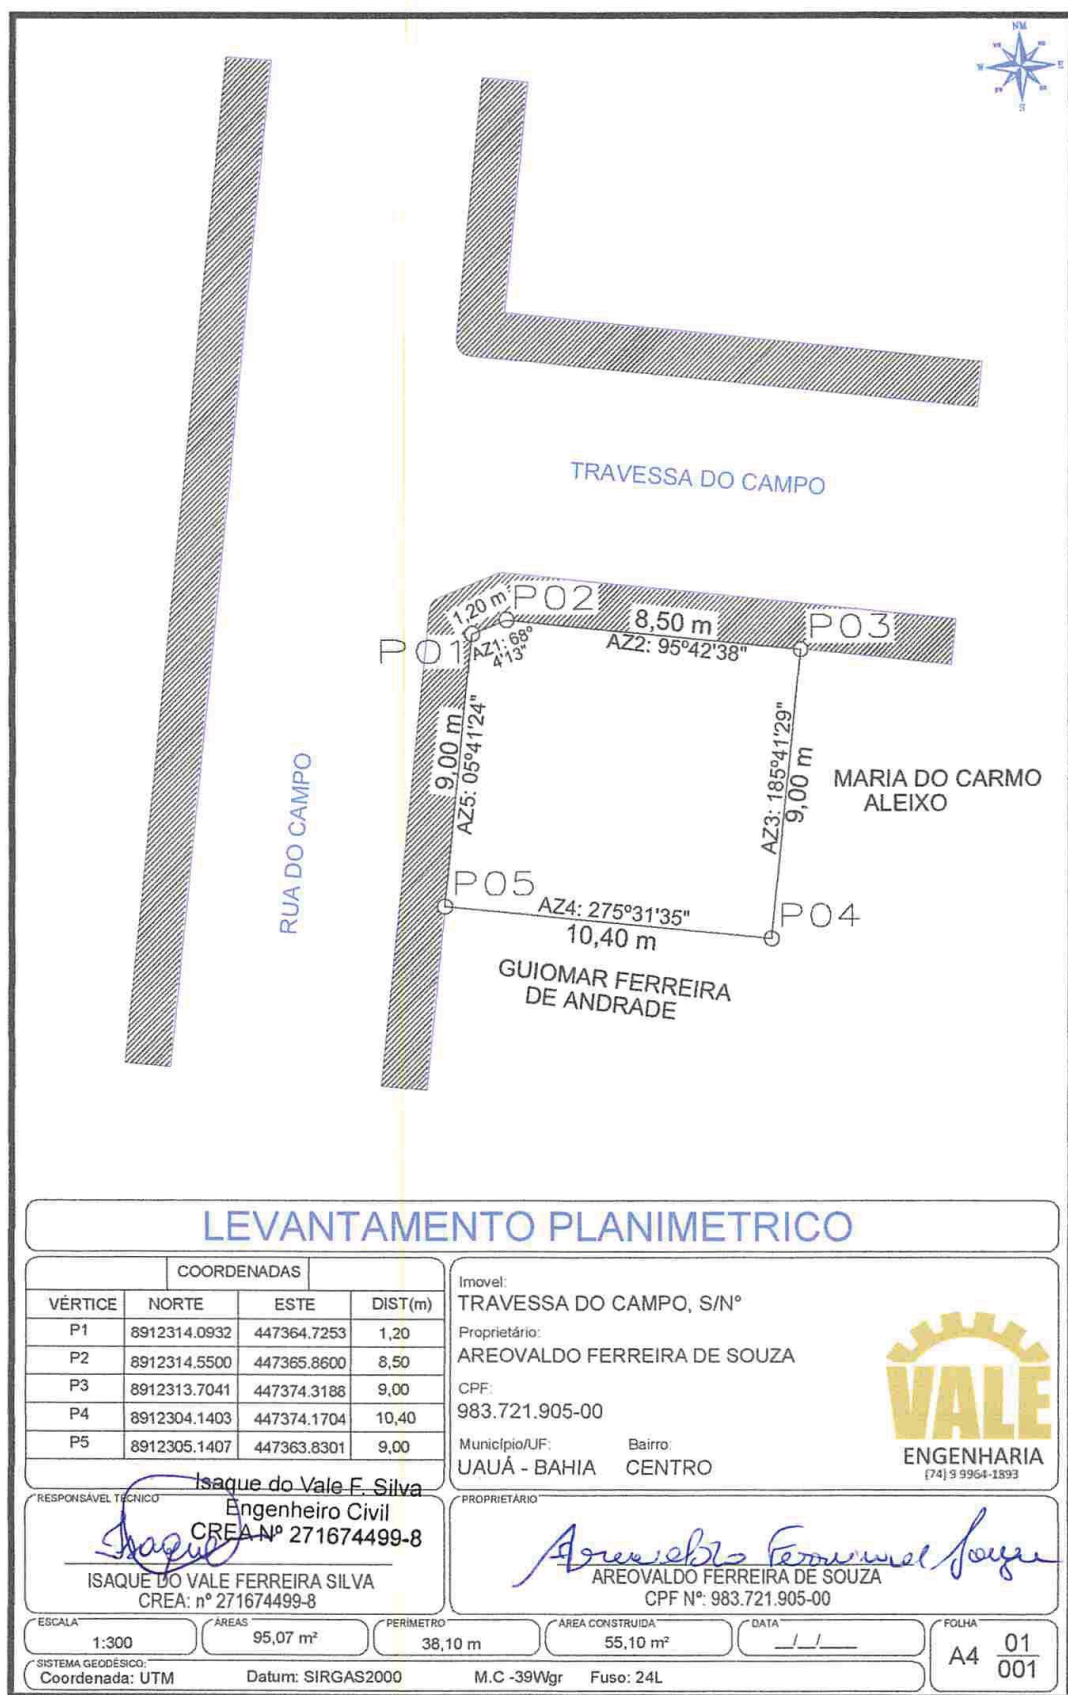 NM
E
S
W
TRAVESSA DO CAMPO
1,20 m
P02
8,50 m
AZ2: 95°42'38"
P03
P01
AZ1: 68°
4'13"
9,00 m
AZ5: 05°41'24"
AZ3: 185°41'29"
9,00 m
MARIA DO CARMO
ALEIXO
RUA DO CAMPO
P05
AZ4: 275°31'35"
10,40 m
P04
GUIOMAR FERREIRA
DE ANDRADE
LEVANTAMENTO PLANIMETRICO
COORDENADAS
VÉRTICE NORTE ESTE DIST(m)
P1 8912314.0932 447364.7253 1,20
P2 8912314.5500 447365.8600 8,50
P3 8912313.7041 447374.3188 9,00
P4 8912304.1403 447374.1704 10,40
P5 8912305.1407 447363.8301 9,00
Imovel:
TRAVESSA DO CAMPO, S/Nº
Proprietário:
AREOVALDO FERREIRA DE SOUZA
CPF:
983.721.905-00
Município/UF: Bairro:
UAUÁ - BAHIA CENTRO
VALE
ENGENHARIA
(74) 9 9964-1893
RESPONSÁVEL TÉCNICO
Isaque do Vale F. Silva
Engenheiro Civil
CREA Nº 271674499-8
Isaque
ISAQUE DO VALE FERREIRA SILVA
CREA: nº 271674499-8
PROPRIETÁRIO
Areovaldo Ferreira de Souza
AREOVALDO FERREIRA DE SOUZA
CPF Nº: 983.721.905-00
ESCALA
1:300
ÁREAS
95,07 m²
PERÍMETRO
38,10 m
ÁREA CONSTRUIDA
55,10 m²
DATA
__/__/____
FOLHA
A4 01
001
SISTEMA GEODÉSICO:
Coordenada: UTM Datum: SIRGAS2000 M.C -39Wgr Fuso: 24L